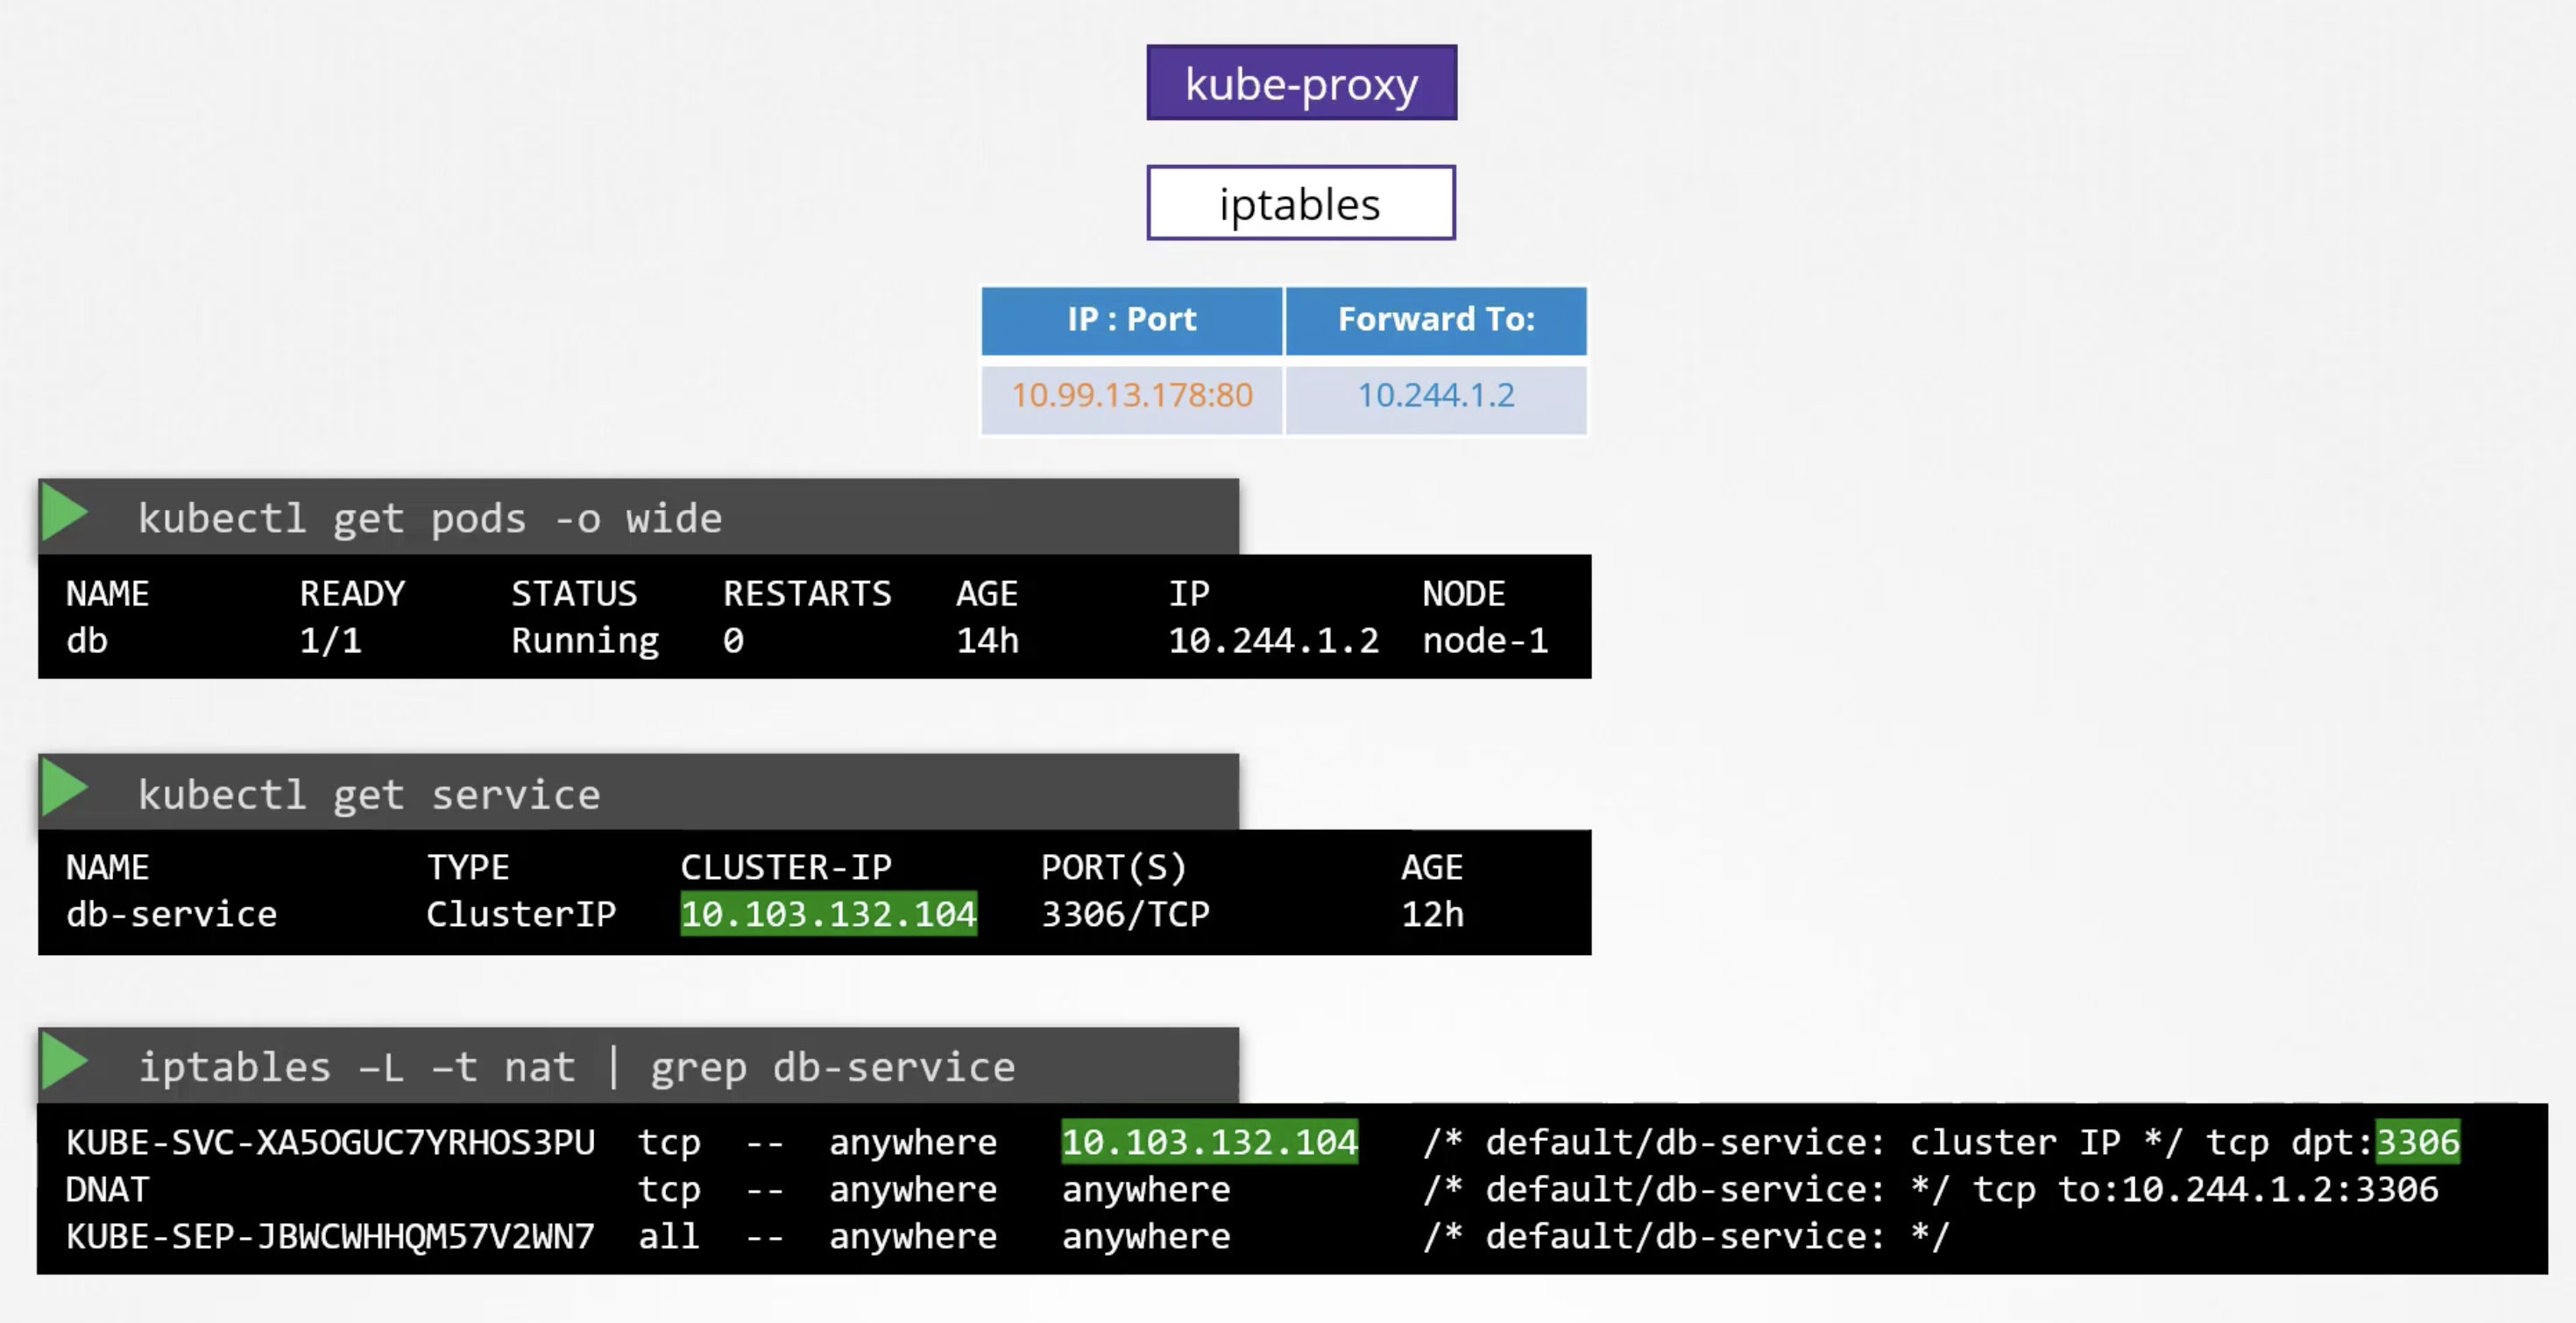 kube-proxy
iptables
IP : Port Forward To:
10.99.13.178:80 10.244.1.2
kubectl get pods -o wide
NAME READY STATUS RESTARTS AGE IP NODE
db 1/1 Running 0 14h 10.244.1.2 node-1
kubectl get service
NAME TYPE CLUSTER-IP PORT(S) AGE
db-service ClusterIP 10.103.132.104 3306/TCP 12h
iptables –L –t nat | grep db-service
KUBE-SVC-XA5OGUC7YRHOS3PU tcp -- anywhere 10.103.132.104 /* default/db-service: cluster IP */ tcp dpt:3306
DNAT tcp -- anywhere anywhere /* default/db-service: */ tcp to:10.244.1.2:3306
KUBE-SEP-JBWCWHHQM57V2WN7 all -- anywhere anywhere /* default/db-service: */